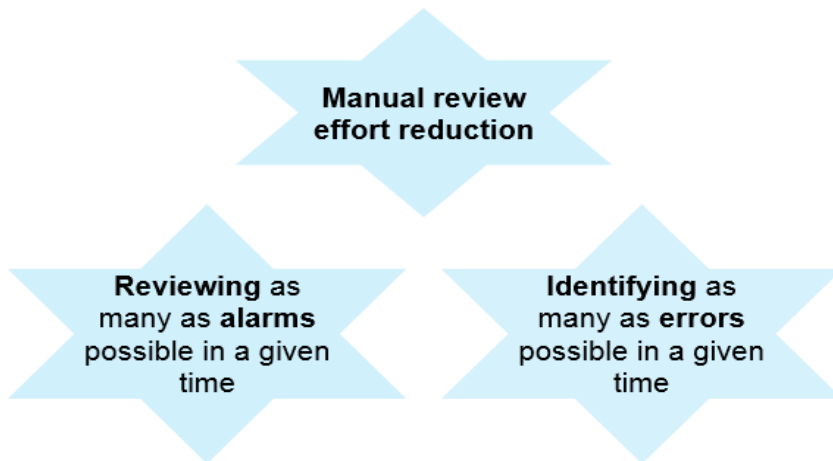 Manual review
effort reduction
Reviewing as
many as alarms
possible in a given
time
Identifying as
many as errors
possible in a given
time